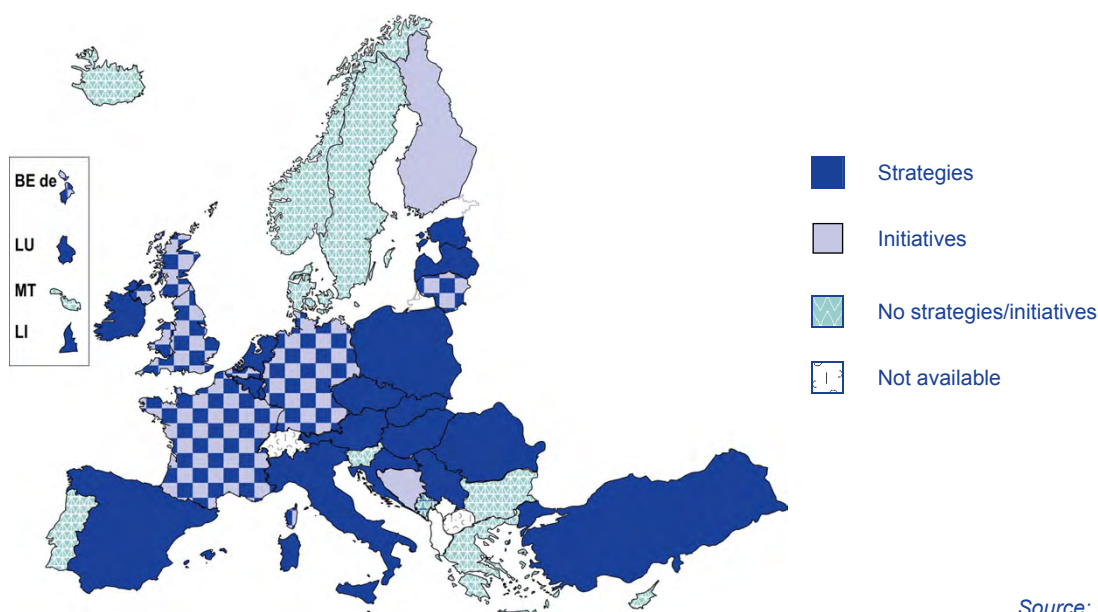 BE de
LU
MT
LI
Strategies
Initiatives
No strategies/initiatives
Not available
Source: